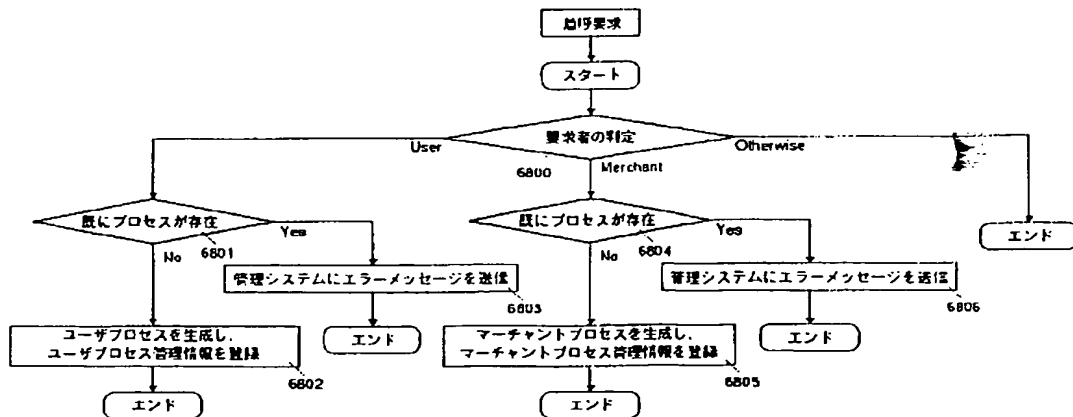 着呼要求
スタート
要求者の判定
User
6800
Merchant
Otherwise
既にプロセスが存在
6801
Yes
No
既にプロセスが存在
6804
Yes
No
エンド
管理システムにエラーメッセージを送信
6803
管理システムにエラーメッセージを送信
6806
ユーザプロセスを生成し、
ユーザプロセス管理情報を登録
6802
エンド
マーチャントプロセスを生成し、
マーチャントプロセス管理情報を登録
6805
エンド
エンド
エンド